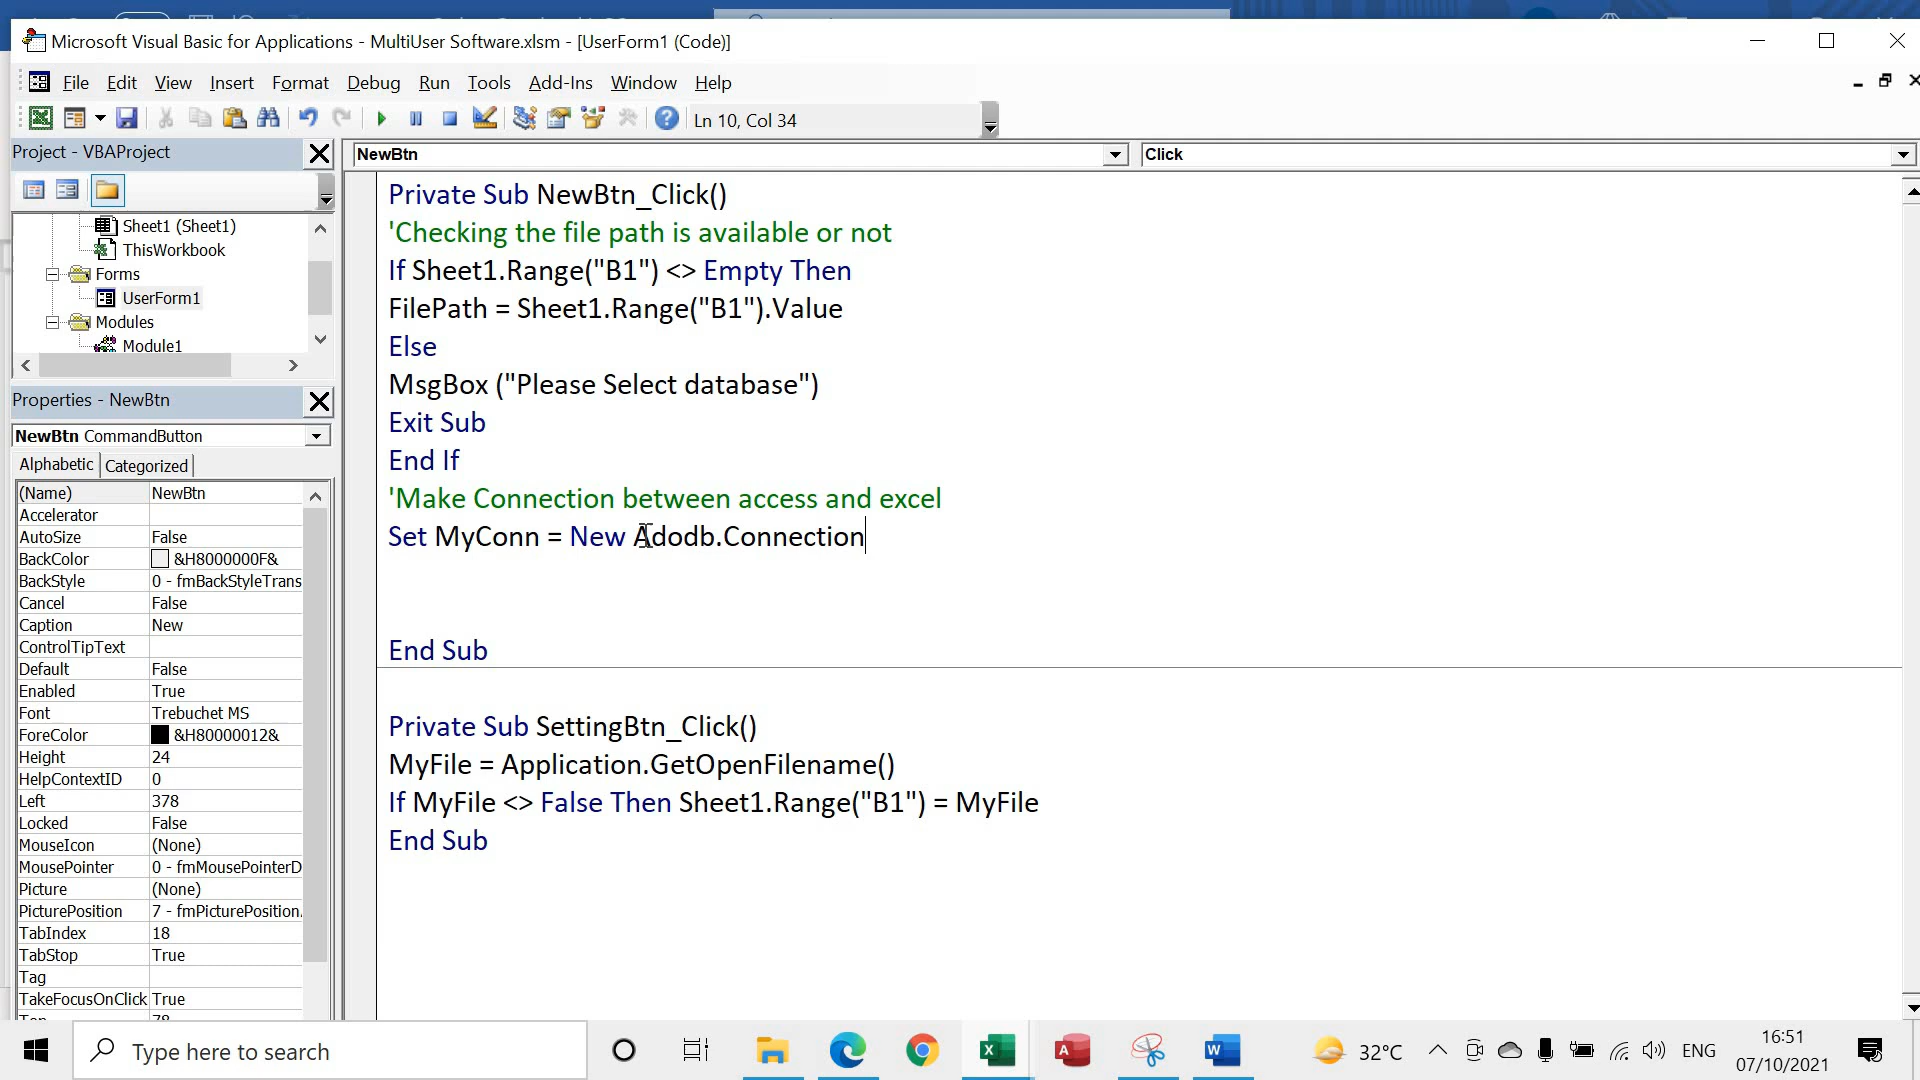 Microsoft Visual Basic for Applications - MultiUser Software.xlsm - [UserForm1 (Code)]
File Edit View Insert Format Debug Run Tools Add-Ins Window Help
Ln 10, Col 34
Project - VBAProject
NewBtn
Click
Sheet1 (Sheet1)
ThisWorkbook
Forms
UserForm1
Modules
Module1
Properties - NewBtn
NewBtn CommandButton
Alphabetic Categorized
(Name) NewBtn
Accelerator
AutoSize False
BackColor &H8000000F&
BackStyle 0 - fmBackStyleTrans
Cancel False
Caption New
ControlTipText
Default False
Enabled True
Font Trebuchet MS
ForeColor &H80000012&
Height 24
HelpContextID 0
Left 378
Locked False
MouseIcon (None)
MousePointer 0 - fmMousePointerD
Picture (None)
PicturePosition 7 - fmPicturePosition.
TabIndex 18
TabStop True
Tag
TakeFocusOnClick True
Private Sub NewBtn_Click()
'Checking the file path is available or not
If Sheet1.Range("B1") <> Empty Then
FilePath = Sheet1.Range("B1").Value
Else
MsgBox ("Please Select database")
Exit Sub
End If
'Make Connection between access and excel
Set MyConn = New Adodb.Connection
End Sub
Private Sub SettingBtn_Click()
MyFile = Application.GetOpenFilename()
If MyFile <> False Then Sheet1.Range("B1") = MyFile
End Sub
Type here to search
32°C
ENG
16:51
07/10/2021